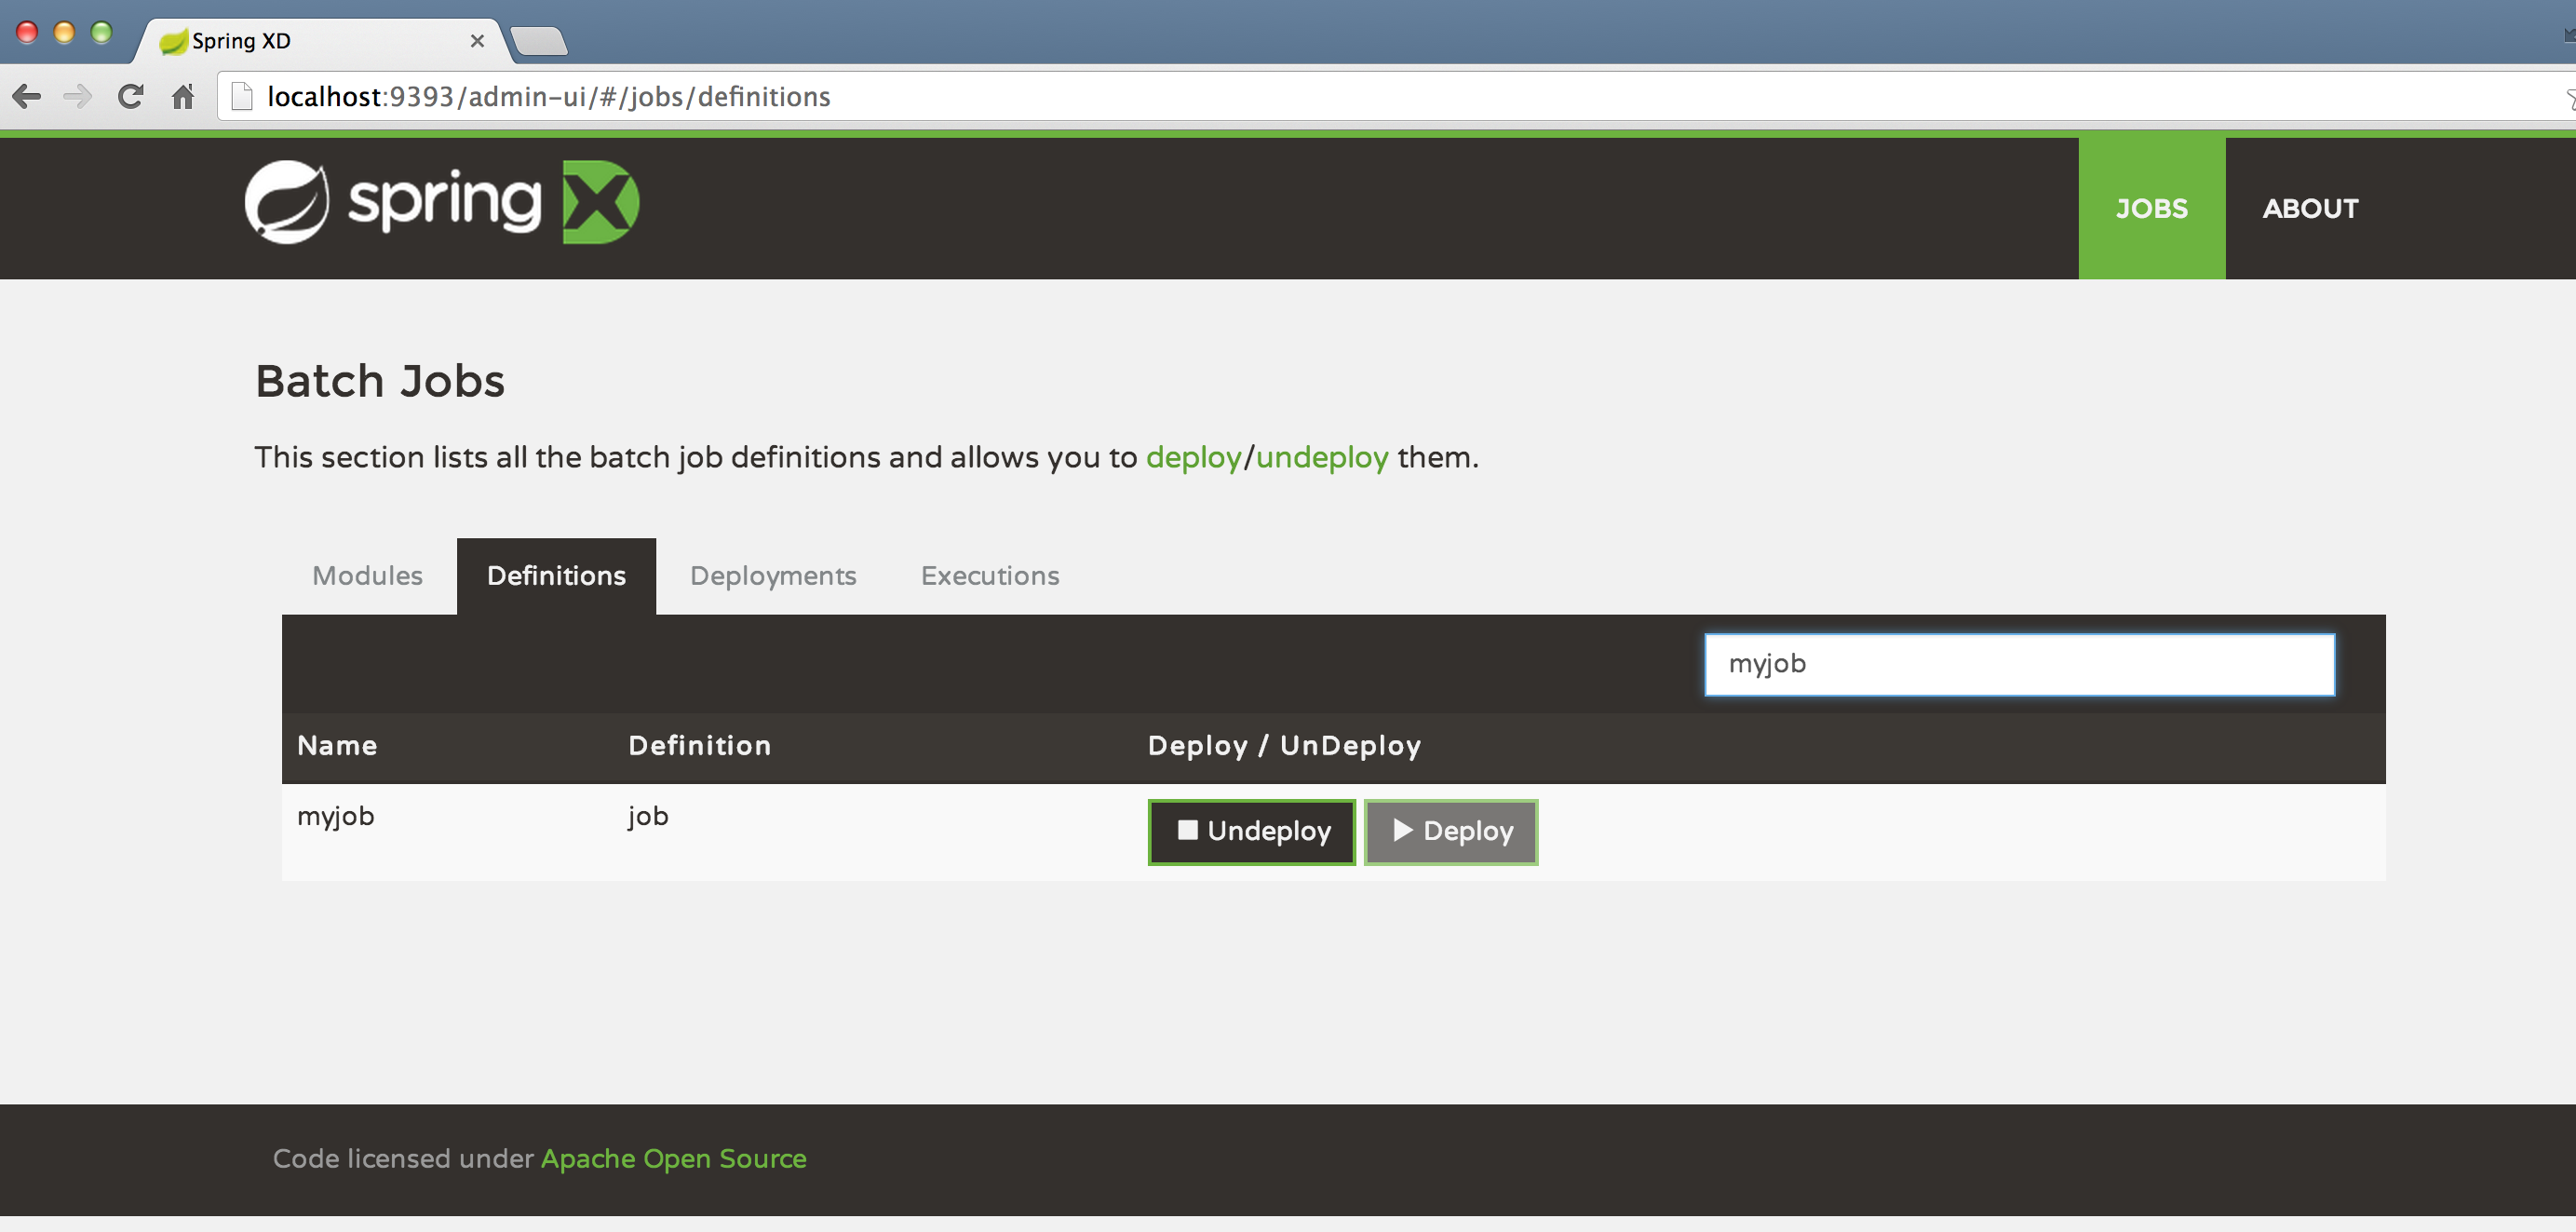 Spring XD
localhost:9393/admin-ui/#/jobs/definitions
spring XD
JOBS ABOUT
Batch Jobs
This section lists all the batch job definitions and allows you to deploy/undeploy them.
Modules Definitions Deployments Executions
myjob
Name Definition Deploy / UnDeploy
myjob job Undeploy Deploy
Code licensed under Apache Open Source